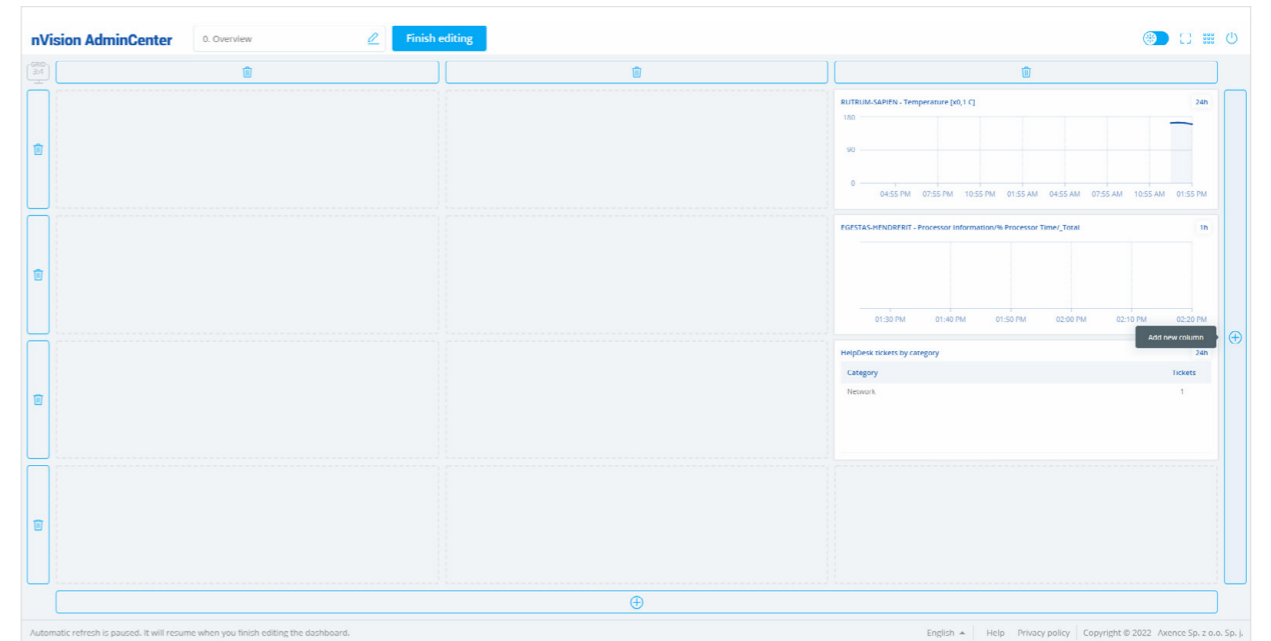 nVision AdminCenter
0. Overview
Finish editing
GRID
3x4
RUTRUM-SAPIEN - Temperature [x0,1 C]
24h
180
90
0
04:55 PM 07:55 PM 10:55 PM 01:55 AM 04:55 AM 07:55 AM 10:55 AM 01:55 PM
EGESTAS-HENDRERIT - Processor Information/% Processor Time/_Total
1h
01:30 PM 01:40 PM 01:50 PM 02:00 PM 02:10 PM 02:20 PM
Add new column
HelpDesk tickets by category
24h
Category Tickets
Network 1
Automatic refresh is paused. It will resume when you finish editing the dashboard.
English Help Privacy policy Copyright © 2022 Axence Sp. z o.o. Sp. j.